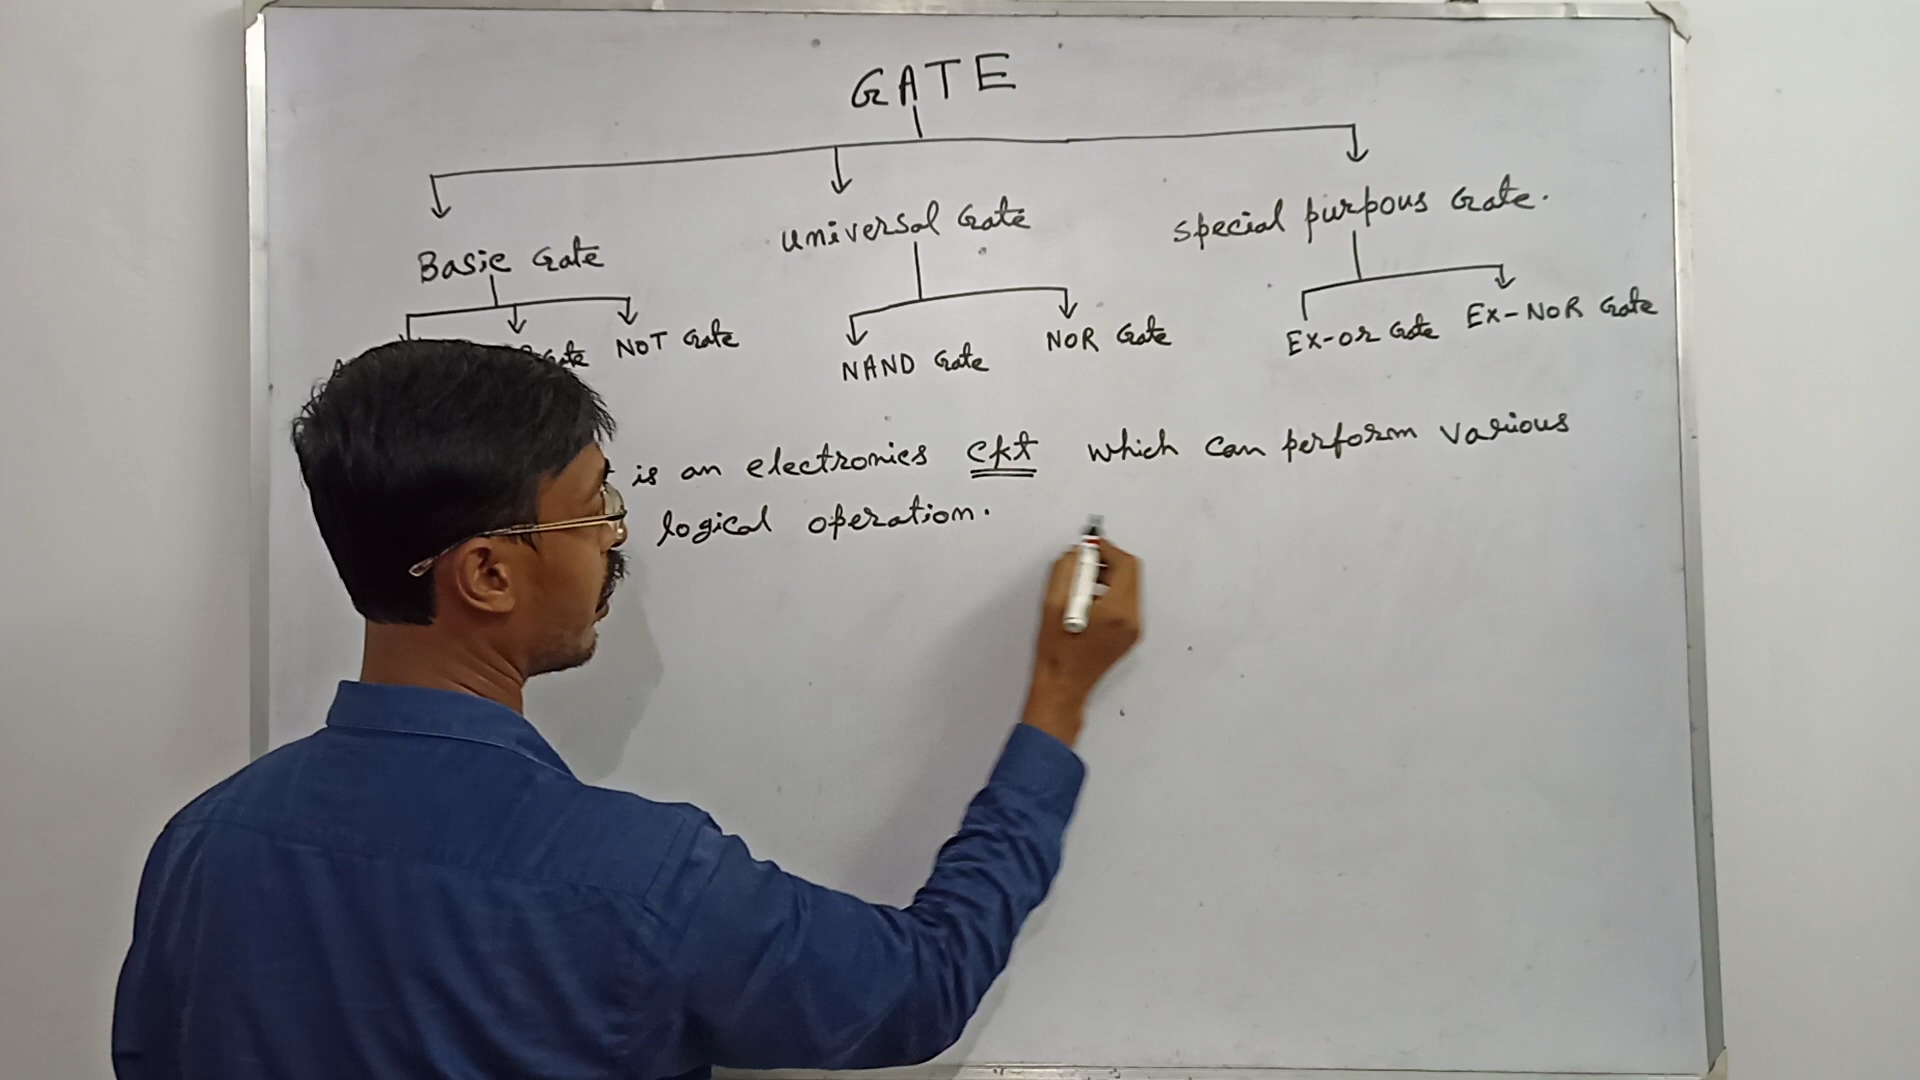 GATE
Basic Gate
universal Gate
special purpous Gate.
Gate
NOT Gate
NAND Gate
NOR Gate
Ex-or Gate
Ex-NOR Gate
is an electronics ckt which can perform various
logical operation.